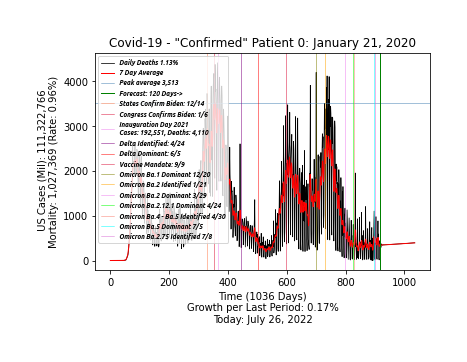 Covid-19 - "Confirmed" Patient 0: January 21, 2020
US Cases (Mil): 111,322,766
Mortality: 1,027,369 (Rate: 0.96%)
4000
3000
2000
1000
0
Daily Deaths 1.13%
7 Day Average
Peak average 3,513
Forecast: 120 Days->
States Confirm Biden: 12/14
Congress Confirms Biden: 1/6
Inauguration Day 2021
Cases: 192,551, Deaths: 4,110
Delta Identified: 4/24
Delta Dominant: 6/5
Vaccine Mandate: 9/9
Omicron Ba.1 Dominant 12/20
Omicron Ba.2 Identified 1/21
Omicron Ba.2 Dominant 3/29
Omicron Ba.2.12.1 Dominant 4/24
Omicron Ba.4 - Ba.5 Identified 4/30
Omicron Ba.5 Dominant 7/5
Omicron Ba.2.75 Identified 7/8
0 200 400 600 800 1000
Time (1036 Days)
Growth per Last Period: 0.17%
Today: July 26, 2022